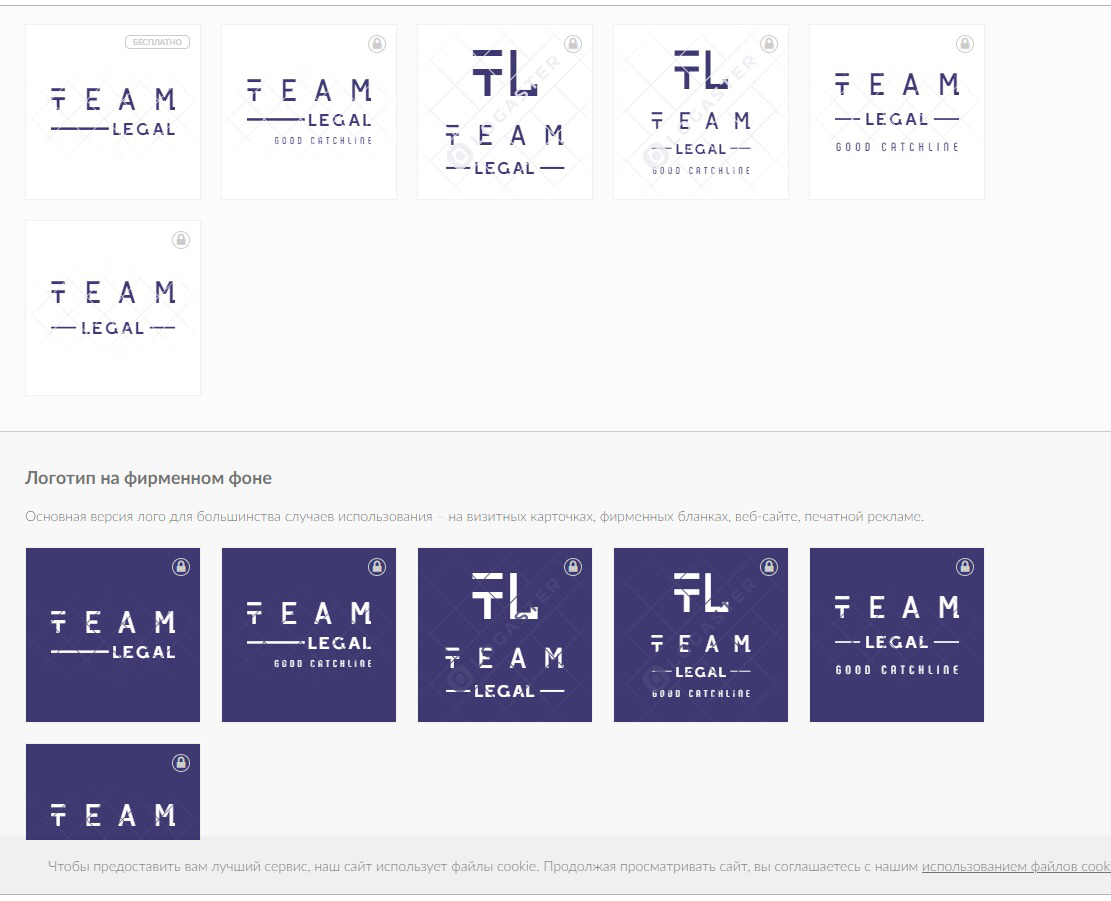 БЕСПЛАТНО
TEAM
LEGAL
TEAM
LEGAL
GOOD CATCHLINE
TL
TEAM
LEGAL
TL
TEAM
LEGAL
GOOD CATCHLINE
TEAM
LEGAL
GOOD CATCHLINE
TEAM
LEGAL
Логотип на фирменном фоне
Основная версия лого для большинства случаев использования - на визитных карточках, фирменных бланках, веб-сайте, печатной рекламе.
TEAM
LEGAL
TEAM
LEGAL
GOOD CATCHLINE
TL
TEAM
LEGAL
TL
TEAM
LEGAL
GOOD CATCHLINE
TEAM
LEGAL
GOOD CATCHLINE
TEAM
Чтобы предоставить вам лучший сервис, наш сайт использует файлы cookie. Продолжая просматривать сайт, вы соглашаетесь с нашим использованием файлов cook